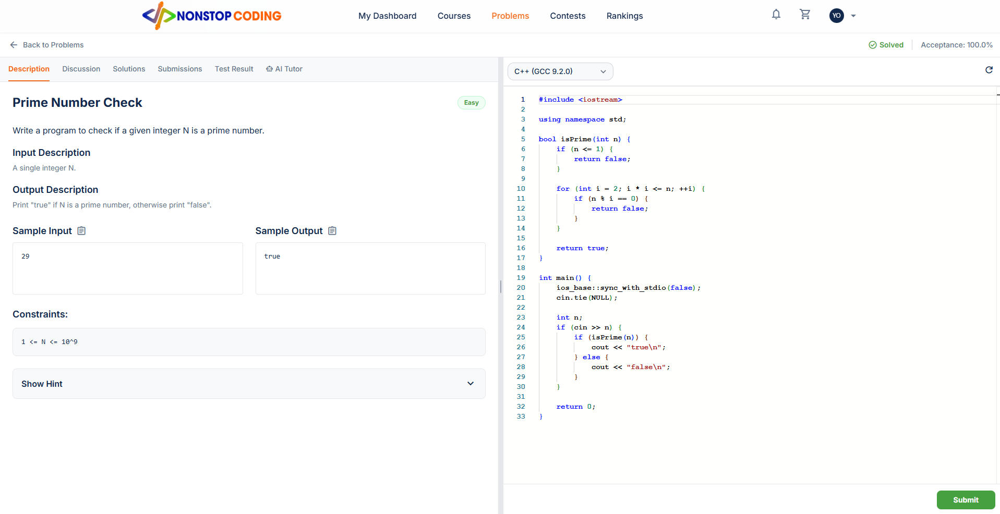 NONSTOP CODING
My Dashboard
Courses
Problems
Contests
Rankings
YO
Back to Problems
Solved
Acceptance: 100.0%
Description
Discussion
Solutions
Submissions
Test Result
AI Tutor
Prime Number Check
Easy
Write a program to check if a given integer N is a prime number.
Input Description
A single integer N.
Output Description
Print "true" if N is a prime number, otherwise print "false".
Sample Input
29
Sample Output
true
Constraints:
1 <= N <= 10^9
Show Hint
C++ (GCC 9.2.0)
1 #include <iostream>
2
3 using namespace std;
4
5 bool isPrime(int n) {
6     if (n <= 1) {
7         return false;
8     }
9
10     for (int i = 2; i * i <= n; ++i) {
11         if (n % i == 0) {
12             return false;
13         }
14     }
15
16     return true;
17 }
18
19 int main() {
20     ios_base::sync_with_stdio(false);
21     cin.tie(NULL);
22
23     int n;
24     if (cin >> n) {
25         if (isPrime(n)) {
26             cout << "true\n";
27         } else {
28             cout << "false\n";
29         }
30     }
31
32     return 0;
33 }
Submit